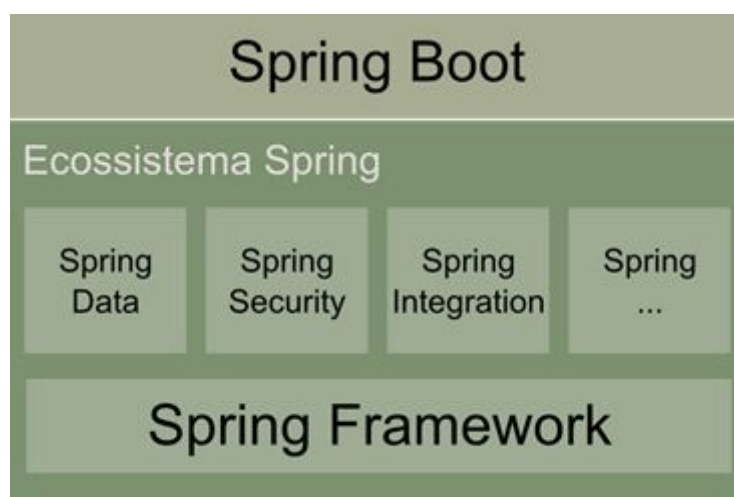 Spring Boot
Ecossistema Spring
Spring
Data
Spring
Security
Spring
Integration
Spring
...
Spring Framework